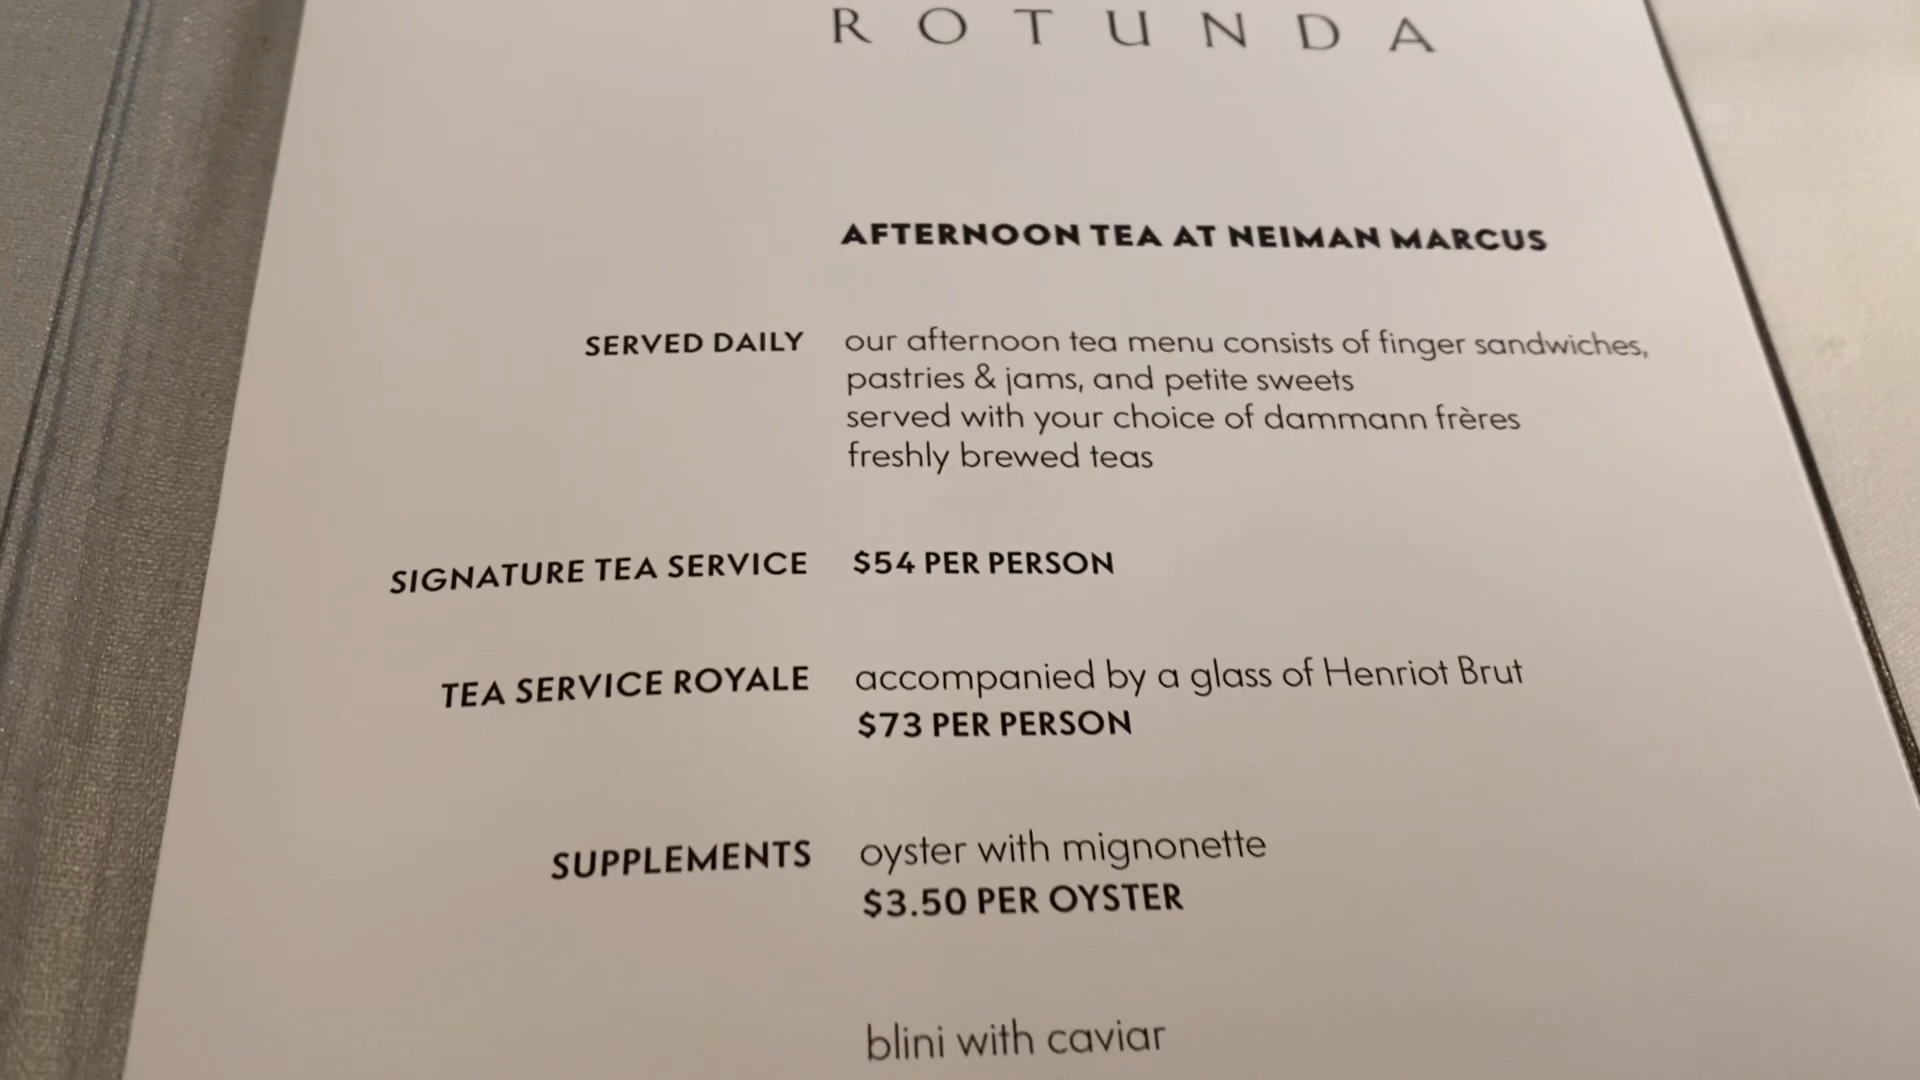 ROTUNDA
AFTERNOON TEA AT NEIMAN MARCUS
SERVED DAILY our afternoon tea menu consists of finger sandwiches,
pastries & jams, and petite sweets
served with your choice of dammann frères
freshly brewed teas
SIGNATURE TEA SERVICE $54 PER PERSON
TEA SERVICE ROYALE accompanied by a glass of Henriot Brut
$73 PER PERSON
SUPPLEMENTS oyster with mignonette
$3.50 PER OYSTER
blini with caviar